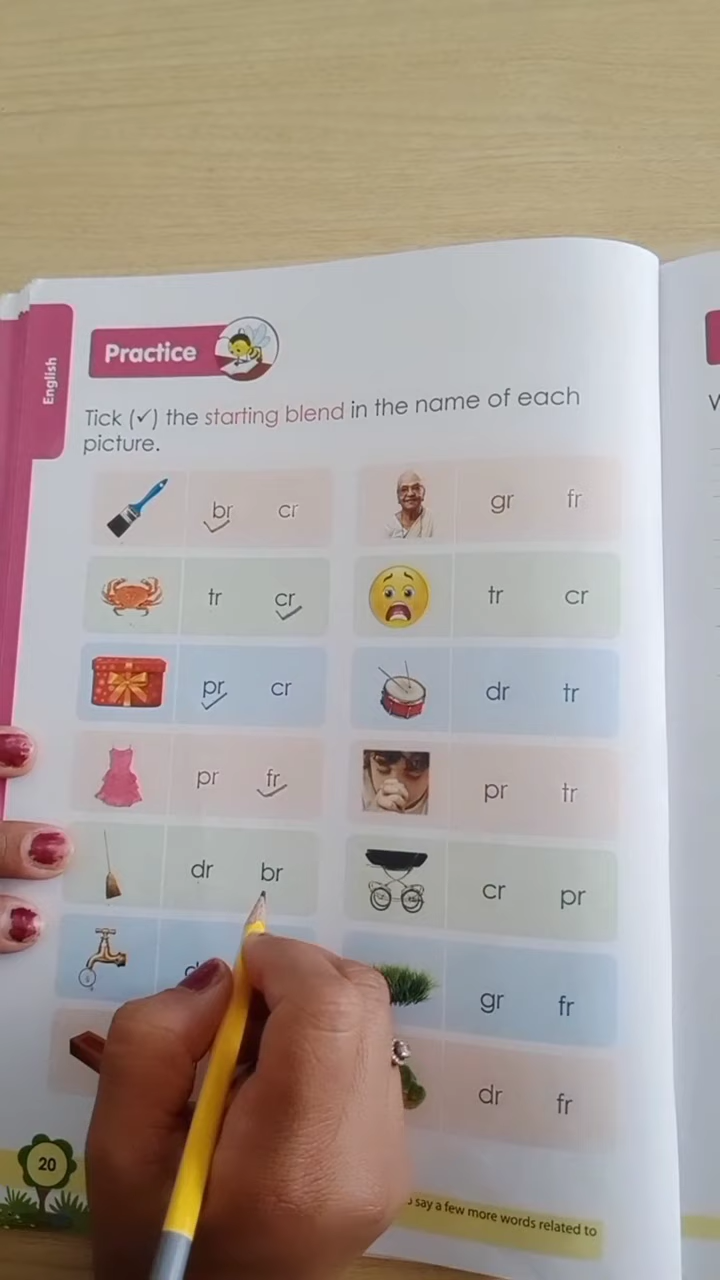 English
Practice
Tick (✓) the starting blend in the name of each
picture.
br cr
gr fr
tr cr
tr cr
pr cr
dr tr
pr fr
pr tr
dr br
cr pr
gr fr
dr fr
20
say a few more words related to